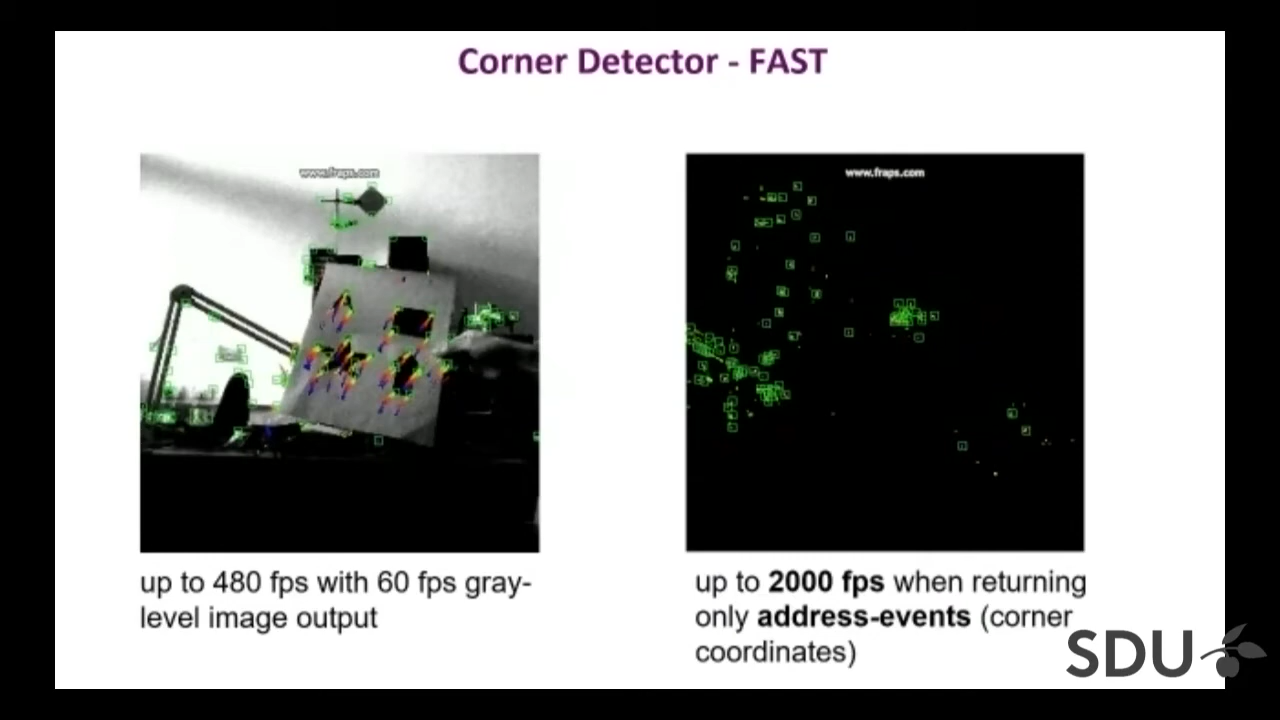 Corner Detector - FAST
www.fraps.com
www.fraps.com
up to 480 fps with 60 fps gray-
level image output
up to 2000 fps when returning
only address-events (corner
coordinates)
SDU